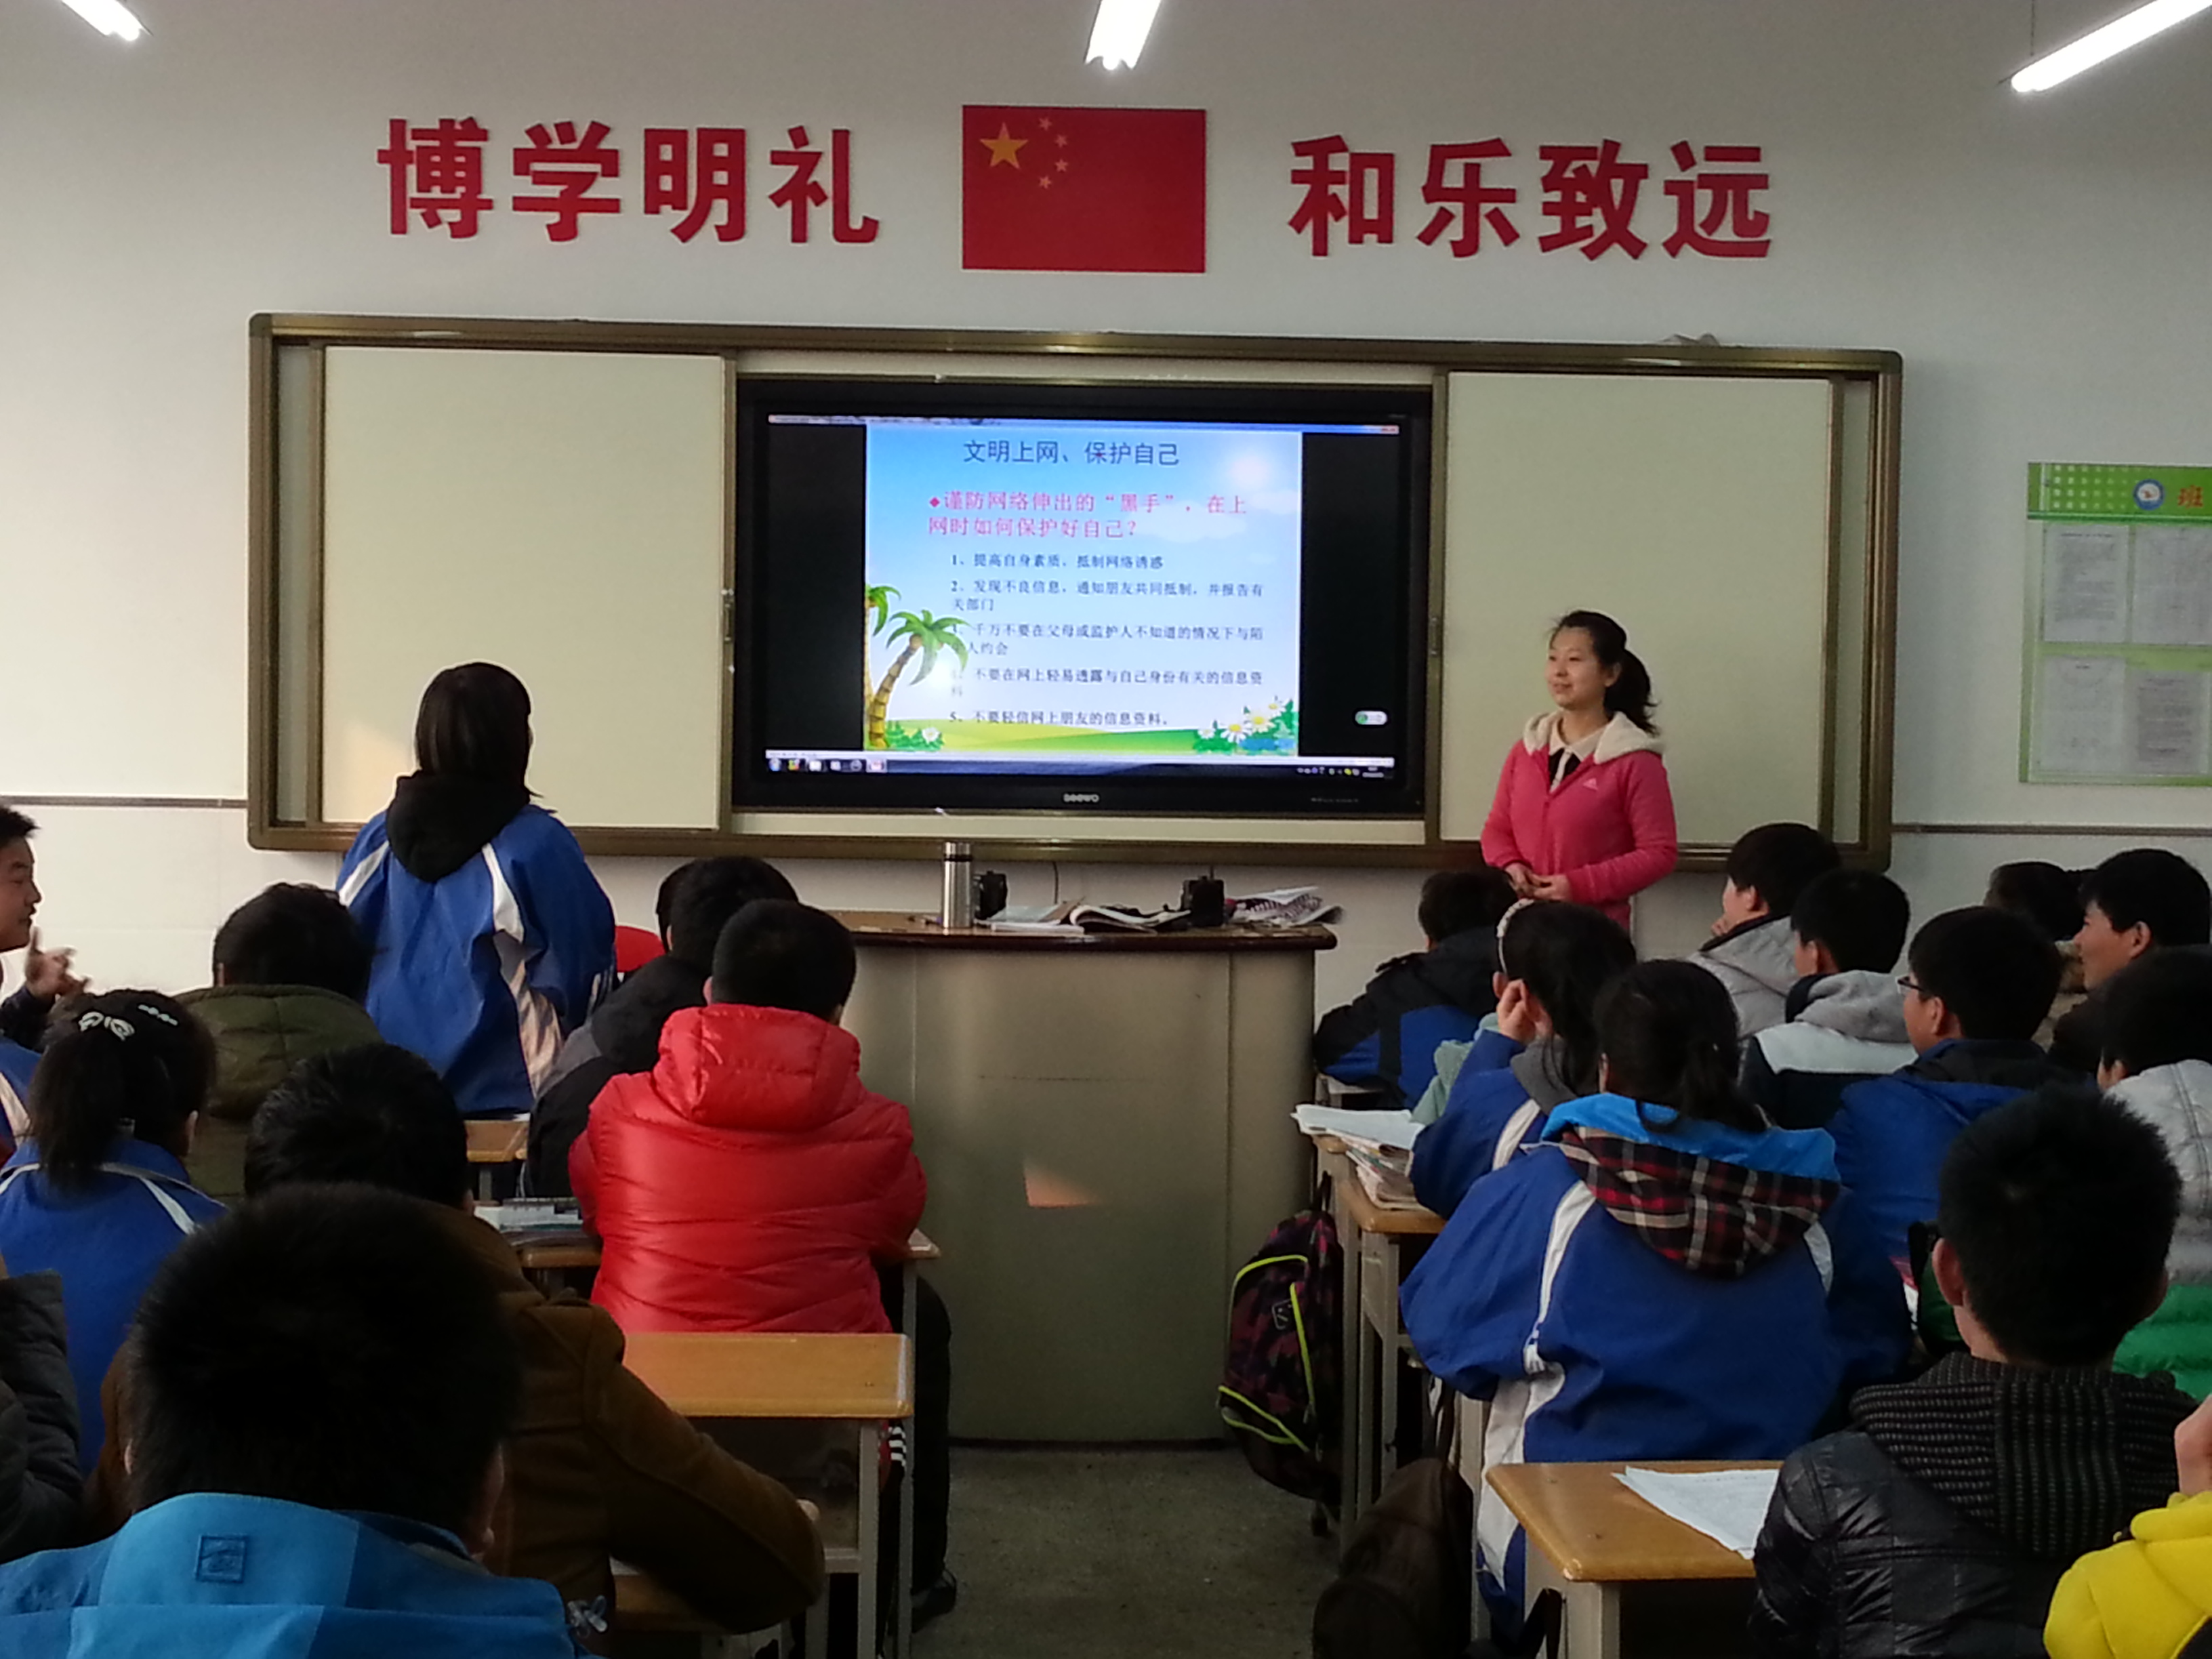 博学明礼
和乐致远
文明上网、保护自己
◆谨防网络伸出的“黑手”，在上
网时如何保护好自己？
1、提高自身素质、抵制网络诱惑
2、发现不良信息，通知朋友共同抵制，并报告有
关部门
千万不要在父母或监护人不知道的情况下与陌
人约会
不要在网上轻易透露与自己身份有关的信息资
料
5、不要轻信网上朋友的信息资料。
seewo
班